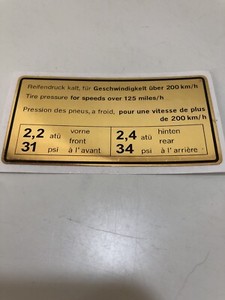 Reifendruck kalt, für Geschwindigkeit über 200 km/h
Tire pressure for speeds over 125 miles/h
Pression des pneus, a froid, pour une vitesse de plus
de 200 km/h
2,2 atü vorne
front
31 psi à l'avant
2,4 atü hinten
rear
34 psi à l'arrière